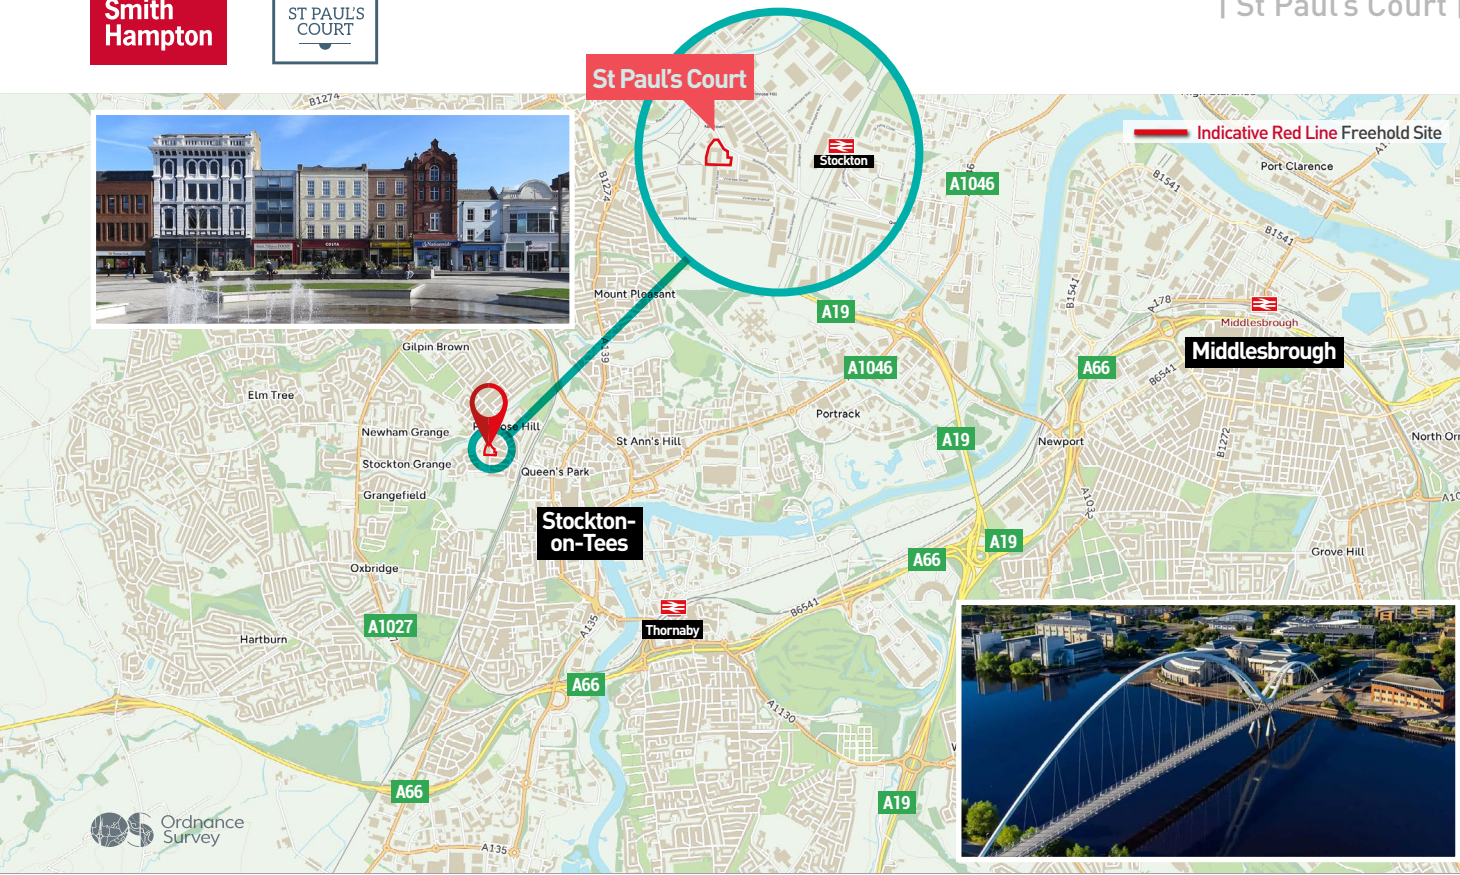 Smith
Hampton
ST PAUL'S
COURT
| St Paul's Court |
St Paul's Court
Stockton
Indicative Red Line Freehold Site
B1274
B1274
A1046
Port Clarence
B1541
B1541
B1541
Mount Pleasant
A139
A19
A178
Middlesbrough
Middlesbrough
Gilpin Brown
A1046
A66
B6541
Elm Tree
Portrack
Newham Grange
St Ann's Hill
A19
Newport
B1272
Stockton Grange
Queen's Park
Grangefield
A1032
Stockton-
on-Tees
A19
A66
Grove Hill
Oxbridge
Thornaby
B6541
A1027
A135
Hartburn
A66
A1130
A66
A19
Ordnance
Survey
A135
COSTA
Nationwide